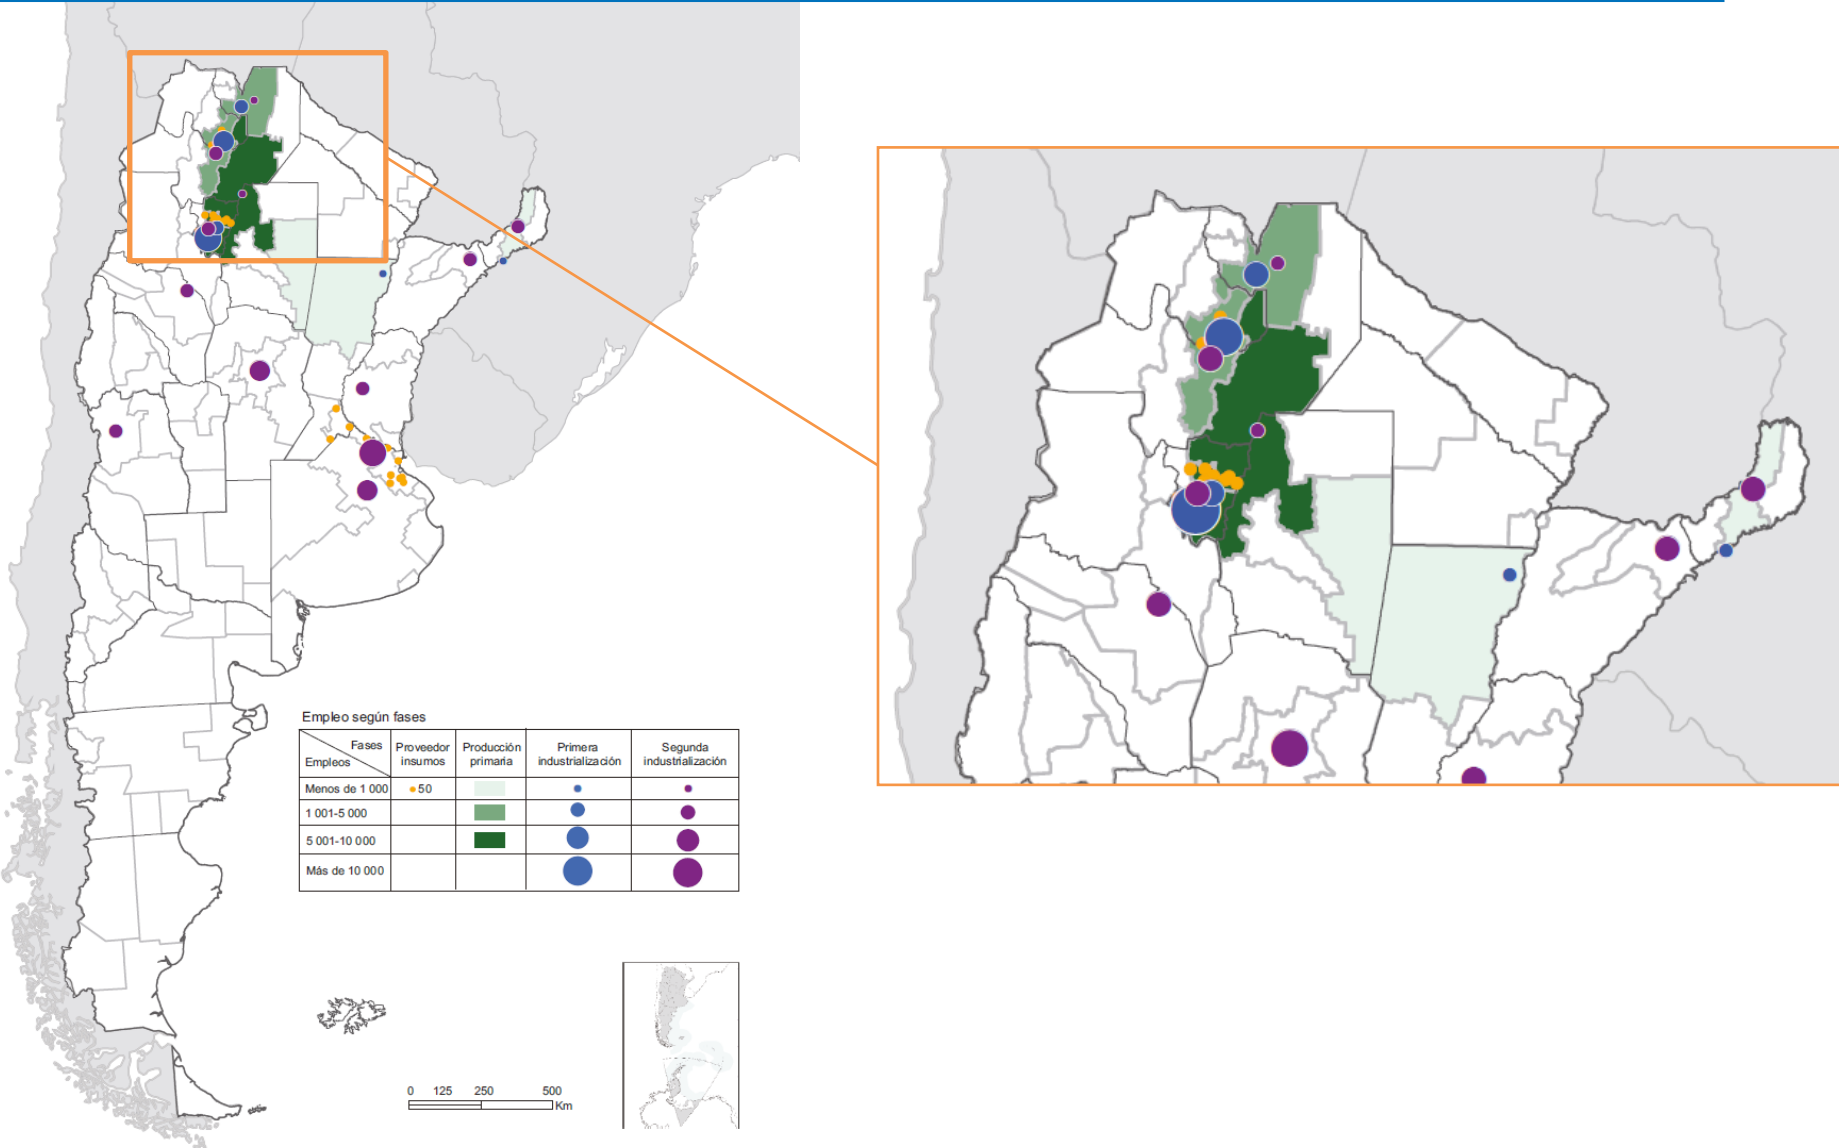 Empleo según fases
Fases
Empleos
Proveedor
insumos
Producción
primaria
Primera
industrialización
Segunda
industrialización
Menos de 1 000
50
1 001-5 000
5 001-10 000
Más de 10 000
0 125 250 500
Km